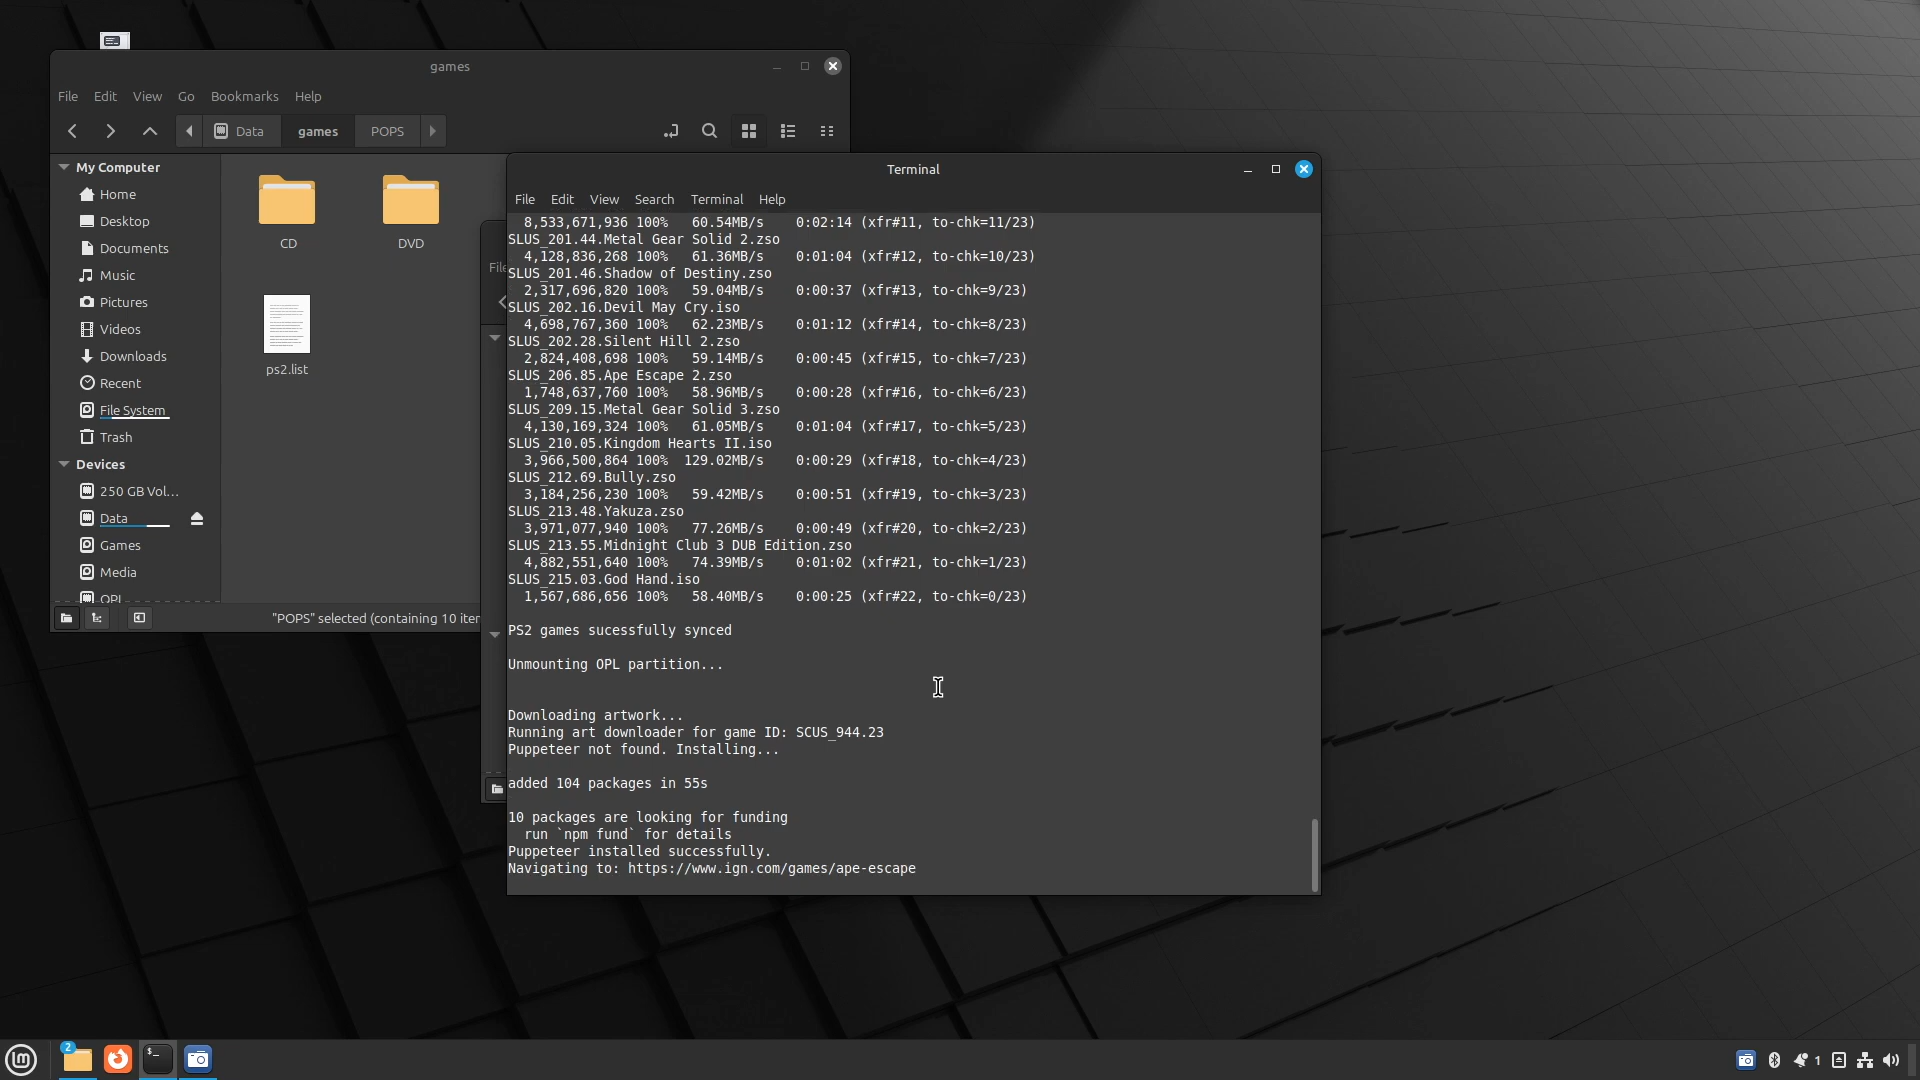 games
File Edit View Go Bookmarks Help
Data games POPS
My Computer
Home
Desktop
Documents
Music
Pictures
Videos
Downloads
Recent
File System
Trash
Devices
250 GB Vol...
Data
Games
Media
OPL
CD
DVD
ps2.list
"POPS" selected (containing 10 iter
File
Terminal
File Edit View Search Terminal Help
8,533,671,936 100% 60.54MB/s 0:02:14 (xfr#11, to-chk=11/23)
SLUS_201.44.Metal Gear Solid 2.zso
4,128,836,268 100% 61.36MB/s 0:01:04 (xfr#12, to-chk=10/23)
SLUS_201.46.Shadow of Destiny.zso
2,317,696,820 100% 59.04MB/s 0:00:37 (xfr#13, to-chk=9/23)
SLUS_202.16.Devil May Cry.iso
4,698,767,360 100% 62.23MB/s 0:01:12 (xfr#14, to-chk=8/23)
SLUS_202.28.Silent Hill 2.zso
2,824,408,698 100% 59.14MB/s 0:00:45 (xfr#15, to-chk=7/23)
SLUS_206.85.Ape Escape 2.zso
1,748,637,760 100% 58.96MB/s 0:00:28 (xfr#16, to-chk=6/23)
SLUS_209.15.Metal Gear Solid 3.zso
4,130,169,324 100% 61.05MB/s 0:01:04 (xfr#17, to-chk=5/23)
SLUS_210.05.Kingdom Hearts II.iso
3,966,500,864 100% 129.02MB/s 0:00:29 (xfr#18, to-chk=4/23)
SLUS_212.69.Bully.zso
3,184,256,230 100% 59.42MB/s 0:00:51 (xfr#19, to-chk=3/23)
SLUS_213.48.Yakuza.zso
3,971,077,940 100% 77.26MB/s 0:00:49 (xfr#20, to-chk=2/23)
SLUS_213.55.Midnight Club 3 DUB Edition.zso
4,882,551,640 100% 74.39MB/s 0:01:02 (xfr#21, to-chk=1/23)
SLUS_215.03.God Hand.iso
1,567,686,656 100% 58.40MB/s 0:00:25 (xfr#22, to-chk=0/23)
PS2 games sucessfully synced
Unmounting OPL partition...
Downloading artwork...
Running art downloader for game ID: SCUS_944.23
Puppeteer not found. Installing...
added 104 packages in 55s
10 packages are looking for funding
run `npm fund` for details
Puppeteer installed successfully.
Navigating to: https://www.ign.com/games/ape-escape
2
1